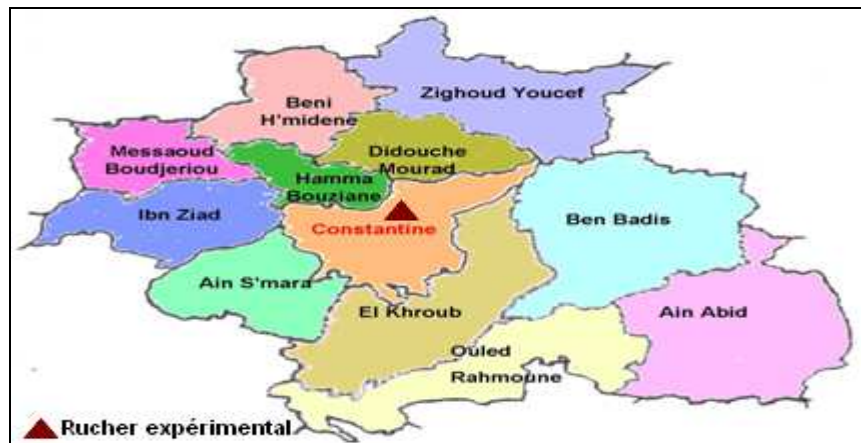 Zighoud Youcef
Beni
H'midene
Messaoud
Boudjeriou
Didouche
Mourad
Hamma
Bouziane
Ibn Ziad
Constantine
Ben Badis
Ain S'mara
El Khroub
Ain Abid
Ouled
Rahmoune
Rucher expérimental